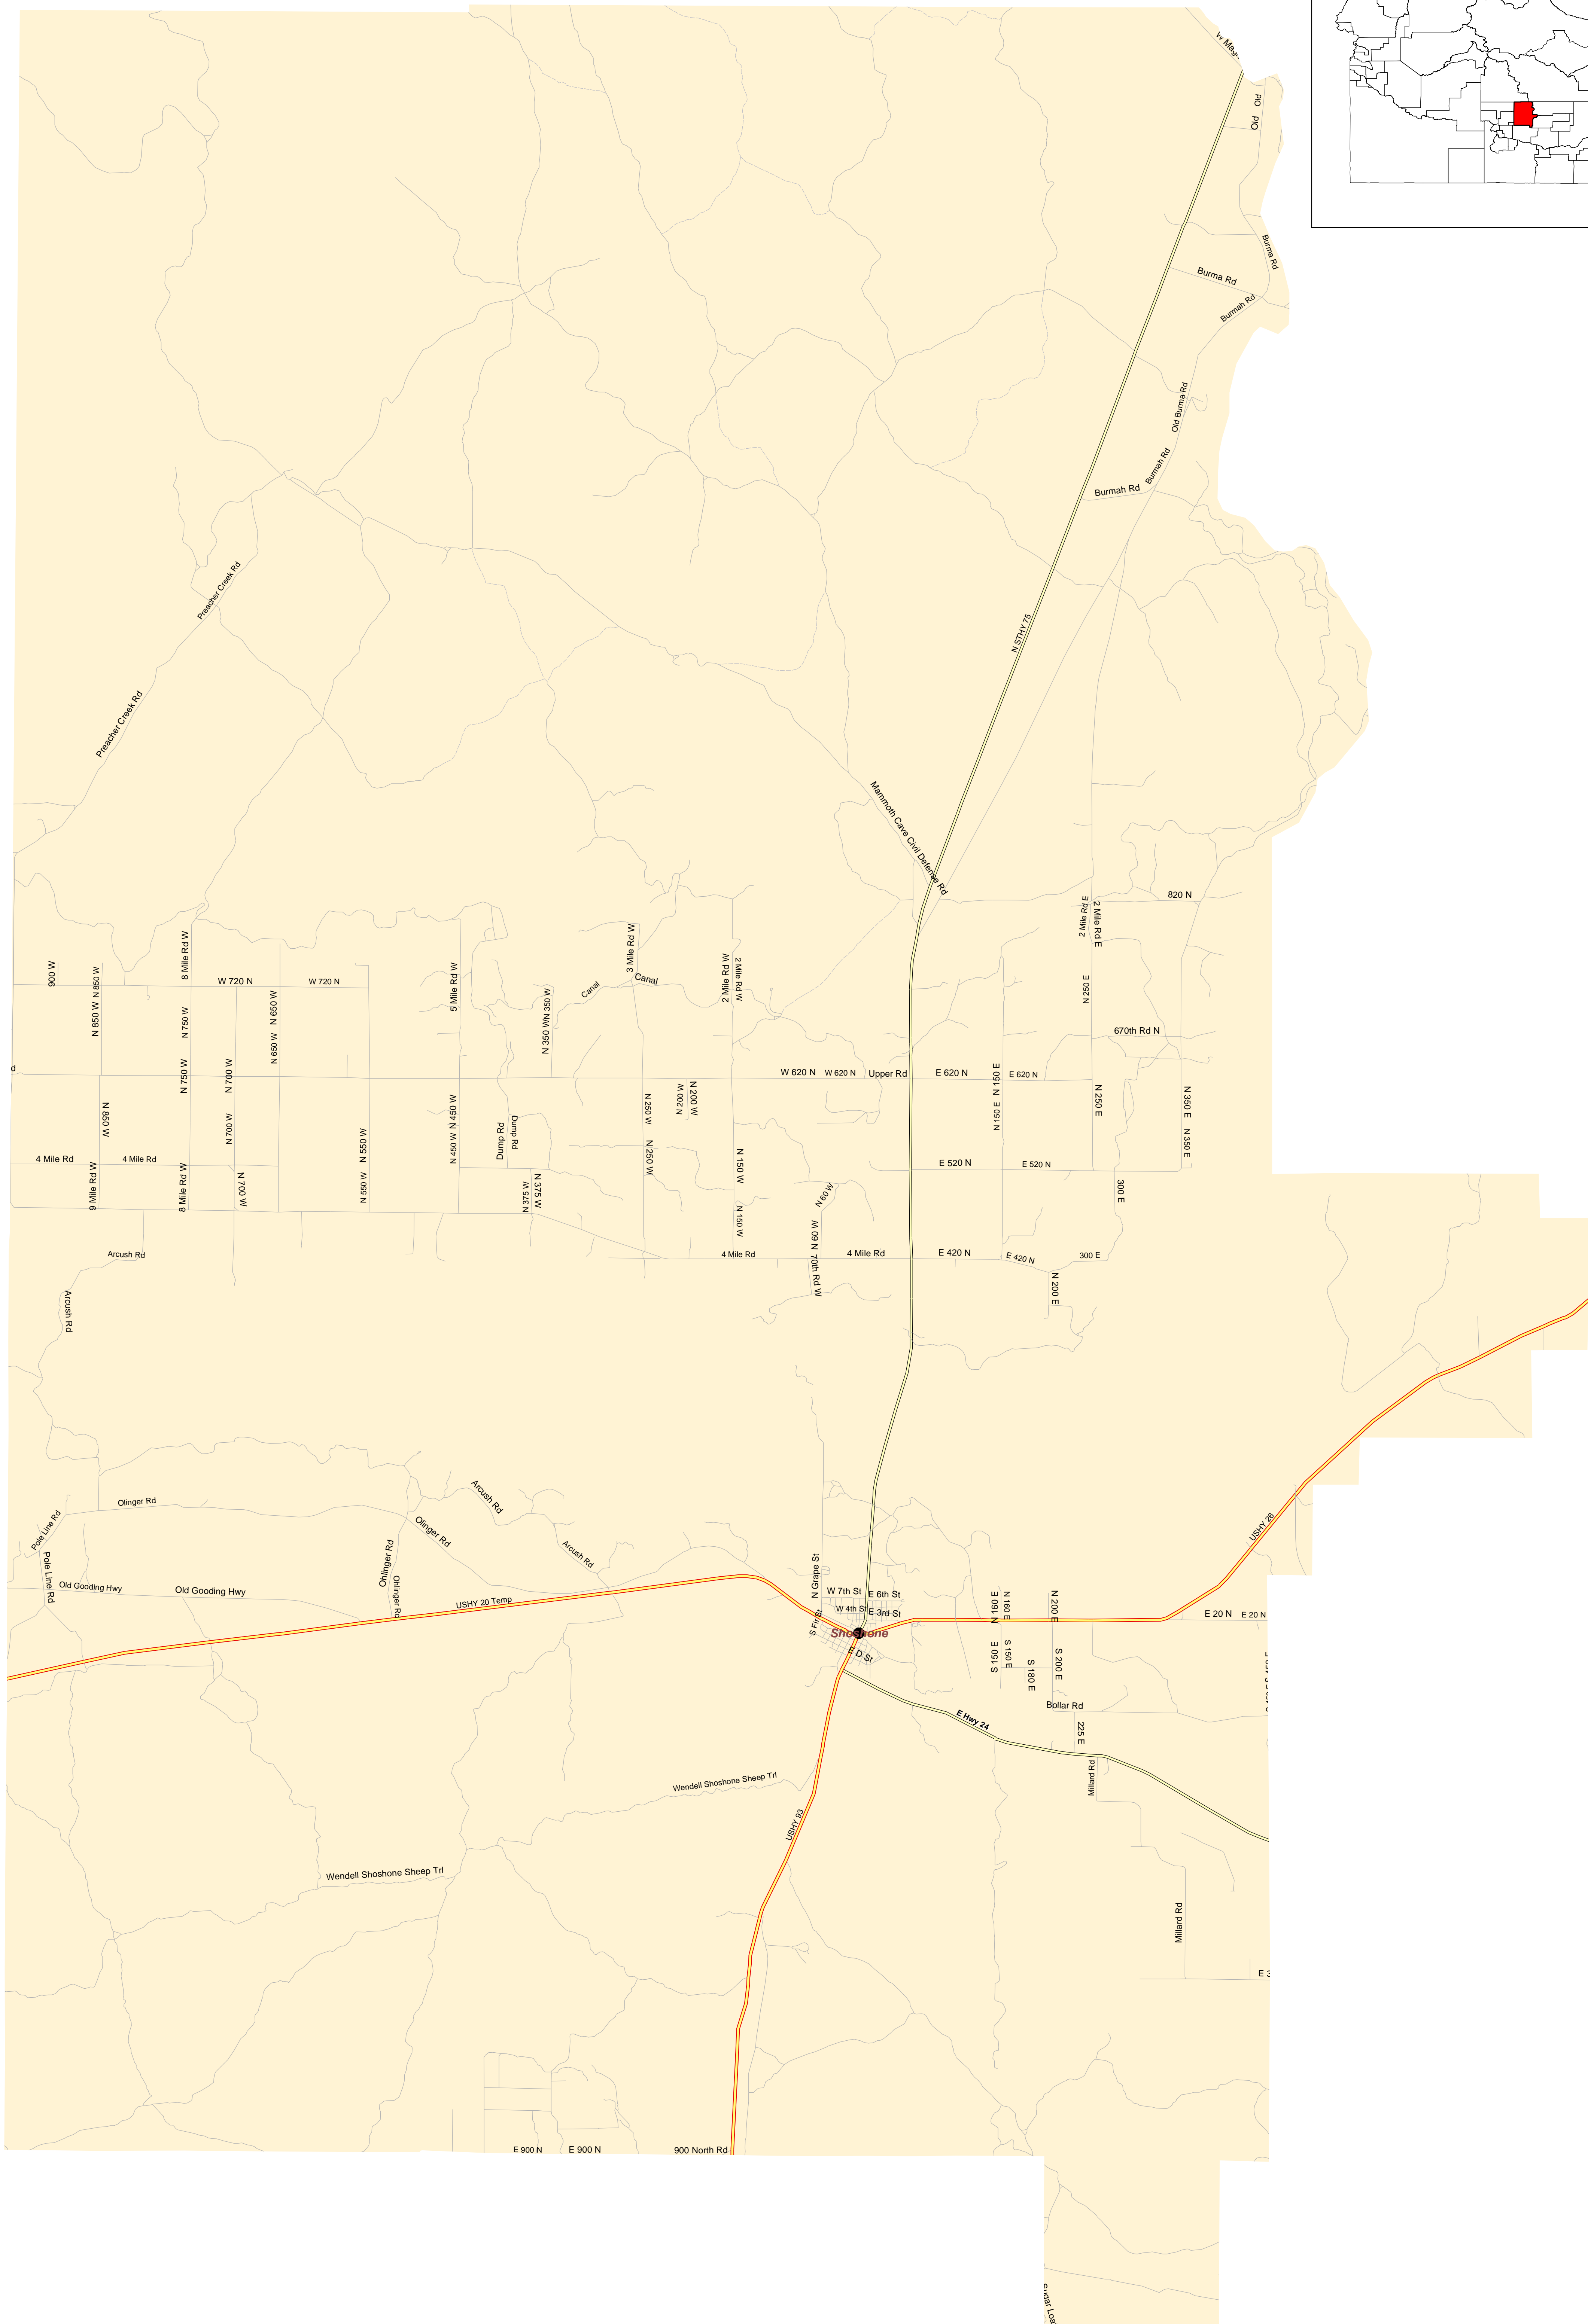 W Mag
Old
Old
Burma Rd
Burma Rd
Burmah Rd
Old Burma Rd
Burmah Rd
Burmah Rd
Preacher Creek Rd
N STHY 75
Preacher Creek Rd
Mammoth Cave Civil Defense Rd
820 N
2 Mile Rd E
2 Mile Rd E
900 W
N 850 W
N 850 W
8 Mile Rd W
W 720 N
W 720 N
5 Mile Rd W
3 Mile Rd W
Canal
Canal
2 Mile Rd W
2 Mile Rd W
N 250 E
N 750 W
N 650 W
N 650 W
N 350 W
N 350 W
670th Rd N
d
N 750 W
N 700 W
W 620 N
W 620 N
Upper Rd
E 620 N
E 620 N
N 150 E
N 150 E
N 850 W
N 700 W
N 550 W
N 450 W
N 450 W
Dump Rd
Dump Rd
N 250 W
N 200 W
N 200 W
N 250 E
N 350 E
N 350 E
4 Mile Rd
4 Mile Rd
N 250 W
N 150 W
E 520 N
E 520 N
9 Mile Rd W
8 Mile Rd W
N 700 W
N 550 W
N 375 W
N 375 W
N 150 W
N 60 W
N 60 W
300 E
Arcush Rd
4 Mile Rd
4 Mile Rd
E 420 N
E 420 N
300 E
70th Rd W
N 200 E
Arcush Rd
Olinger Rd
Arcush Rd
Pole Line Rd
Olinger Rd
USHY 26
Pole Line Rd
Ohlinger Rd
Arcush Rd
Old Gooding Hwy
Old Gooding Hwy
Ohlinger Rd
USHY 20 Temp
N Grape St
W 7th St
E 6th St
W 4th St
E 3rd St
N 160 E
N 160 E
N 200 E
E 20 N
E 20 N
S Fir St
Shoshone
E D St
S 150 E
S 150 E
S 180 E
S 200 E
Bollar Rd
E Hwy 24
225 E
Millard Rd
Wendell Shoshone Sheep Trl
USHY 93
Wendell Shoshone Sheep Trl
Millard Rd
E 3
E 900 N
E 900 N
900 North Rd
Sugar Loa